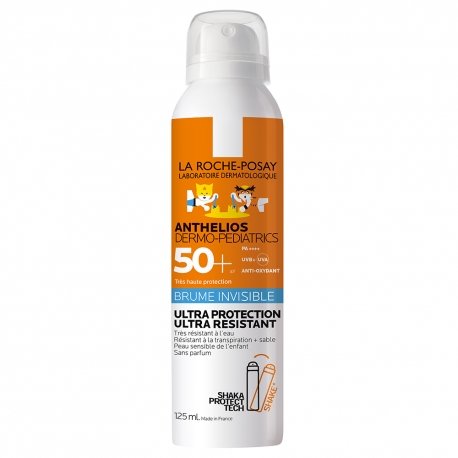 LA ROCHE-POSAY
LABORATOIRE DERMATOLOGIQUE
ANTHELIOS
DERMO-PEDIATRICS
50+
PA ++++
UVB+ UVA
ANTI-OXYDANT
Très haute protection
BRUME INVISIBLE
ULTRA PROTECTION
ULTRA RESISTANT
Très résistant à l'eau
Résistant à la transpiration + sable
Peau sensible de l'enfant
Sans parfum
SHAKA
PROTECT
TECH
SHAKE
125 ml. Made in France